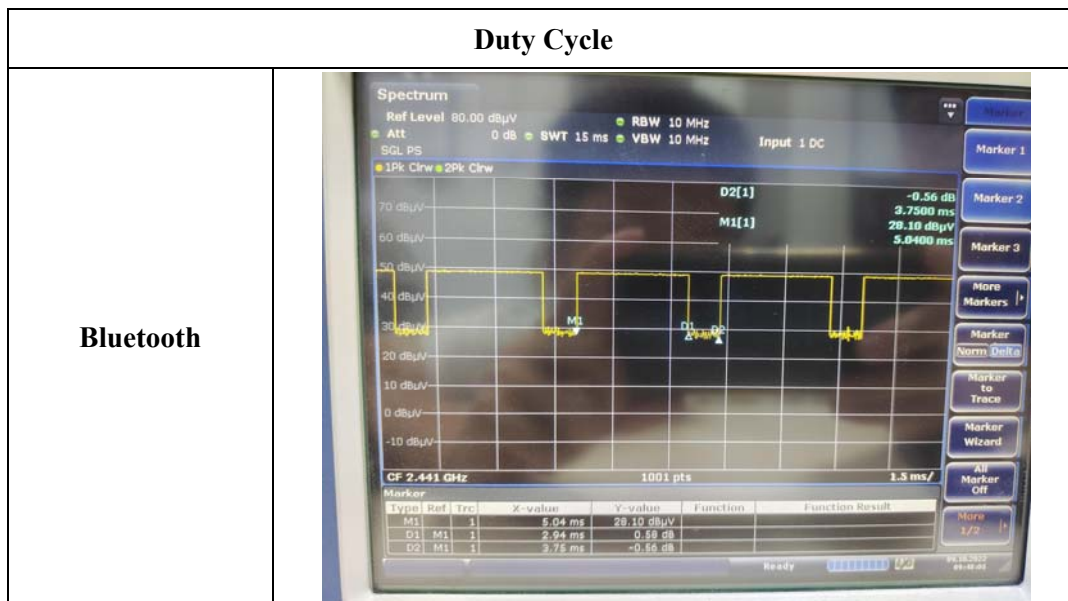 Duty Cycle
Bluetooth
Spectrum
Ref Level 80.00 dBµV
RBW 10 MHz
Att 0 dB SWT 15 ms VBW 10 MHz Input 1 DC
SGL PS
1Pk Clrw 2Pk Clrw
D2[1] -0.56 dB
3.7500 ms
M1[1] 28.10 dBµV
5.0400 ms
70 dBµV
60 dBµV
50 dBµV
40 dBµV
30 dBµV
20 dBµV
10 dBµV
0 dBµV
-10 dBµV
M1
D1
D2
CF 2.441 GHz 1001 pts 1.5 ms/
Marker
Type Ref Trc X-value Y-value Function Function Result
M1 1 5.04 ms 28.10 dBµV
D1 M1 1 2.94 ms 0.58 dB
D2 M1 1 3.75 ms -0.56 dB
Ready
Marker
Marker 1
Marker 2
Marker 3
More
Markers
Marker
Norm Delta
Marker
to
Trace
Marker
Wizard
All
Marker
Off
More
1/2